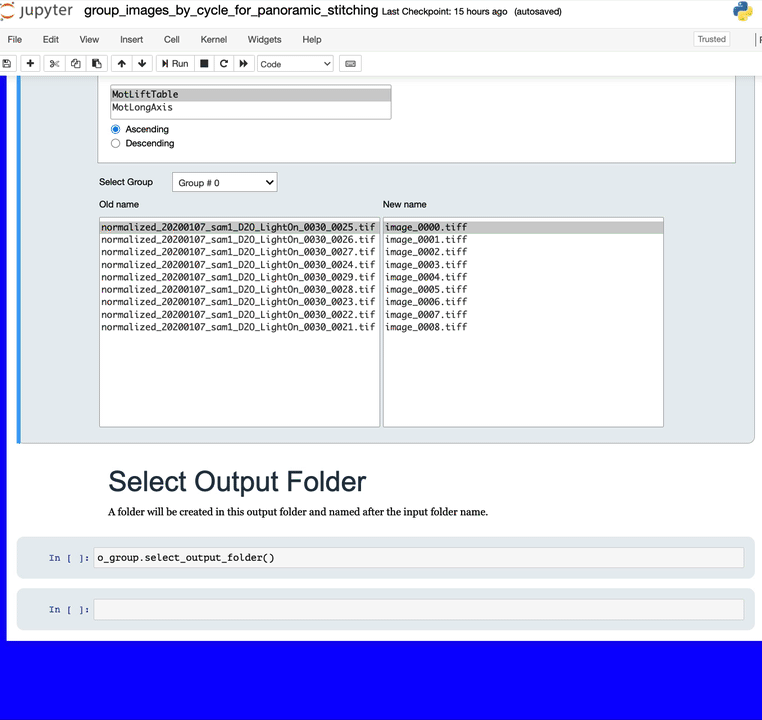 jupyter group_images_by_cycle_for_panoramic_stitching Last Checkpoint: 15 hours ago (autosaved)
File Edit View Insert Cell Kernel Widgets Help Trusted
Run Code
MotLiftTable
MotLongAxis
Ascending
Descending
Select Group Group # 0
Old name New name
normalized_20200107_sam1_D2O_LightOn_0030_0025.tif image_0000.tiff
normalized_20200107_sam1_D2O_LightOn_0030_0026.tif image_0001.tiff
normalized_20200107_sam1_D2O_LightOn_0030_0027.tif image_0002.tiff
normalized_20200107_sam1_D2O_LightOn_0030_0024.tif image_0003.tiff
normalized_20200107_sam1_D2O_LightOn_0030_0029.tif image_0004.tiff
normalized_20200107_sam1_D2O_LightOn_0030_0028.tif image_0005.tiff
normalized_20200107_sam1_D2O_LightOn_0030_0023.tif image_0006.tiff
normalized_20200107_sam1_D2O_LightOn_0030_0022.tif image_0007.tiff
normalized_20200107_sam1_D2O_LightOn_0030_0021.tif image_0008.tiff
Select Output Folder
A folder will be created in this output folder and named after the input folder name.
In [ ]: o_group.select_output_folder()
In [ ]: